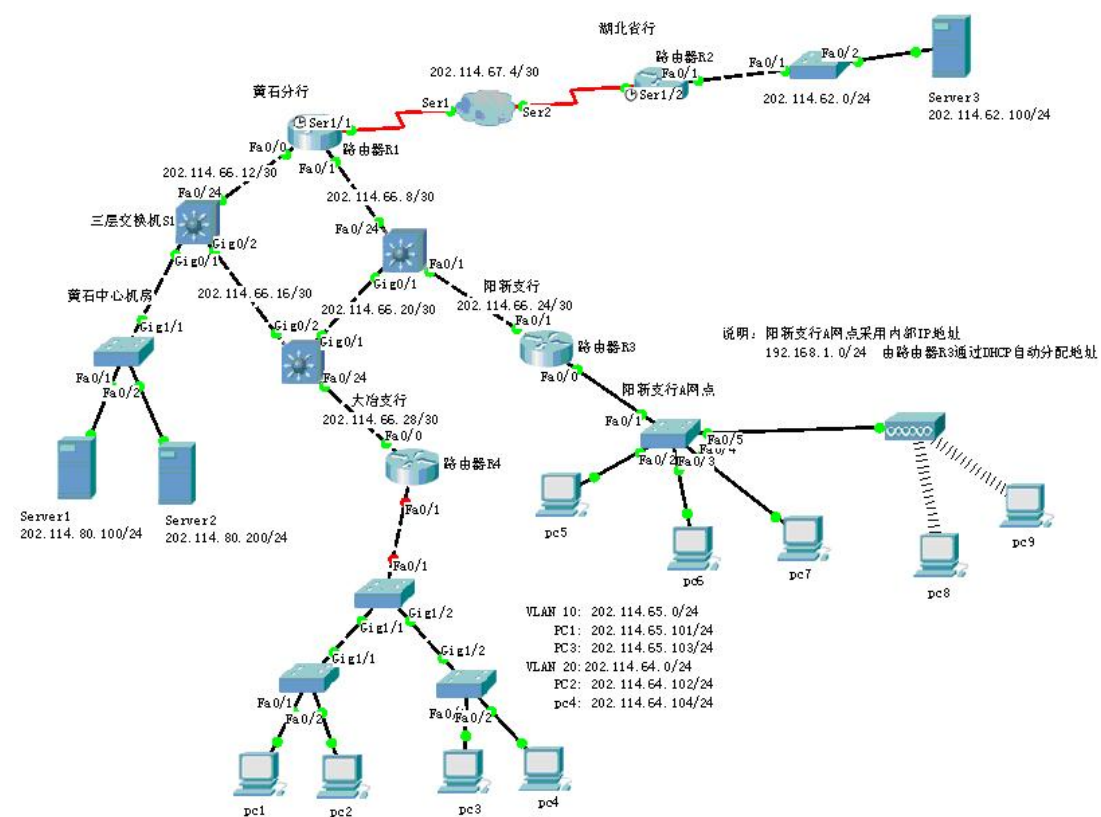 湖北省行
路由器R2
Fa0/1
Ser1/2
Fa0/1
Fa0/2
202.114.62.0/24
Server3
202.114.62.100/24
202.114.67.4/30
Ser1
Ser2
黄石分行
Ser1/1
Fa0/0
Fa0/1
路由器R1
202.114.66.12/30
Fa0/24
202.114.66.8/30
三层交换机S1
Gig0/2
Gig0/1
Fa0/24
Fa0/1
Gig0/1
黄石中心机房
202.114.66.16/30
202.114.66.20/30
阳新支行
202.114.66.24/30
Fa0/1
Gig1/1
Gig0/2
Gig0/1
Fa0/24
路由器R3
Fa0/0
说明: 阳新支行A网点采用内部IP地址
192.168.1.0/24 由路由器R3通过DHCP自动分配地址
Fa0/1
Fa0/2
大冶支行
202.114.66.28/30
Fa0/0
路由器R4
Fa0/1
阳新支行A网点
Fa0/1
Fa0/5
Fa0/4
Fa0/2
Fa0/3
Server1
202.114.80.100/24
Server2
202.114.80.200/24
pc5
pc6
pc7
pc8
pc9
Fa0/1
Gig1/1
Gig1/2
Gig1/1
Gig1/2
VLAN 10: 202.114.65.0/24
PC1: 202.114.65.101/24
PC3: 202.114.65.103/24
VLAN 20:202.114.64.0/24
PC2: 202.114.64.102/24
pc4: 202.114.64.104/24
Fa0/1
Fa0/2
Fa0/2
pc1
pc2
pc3
pc4